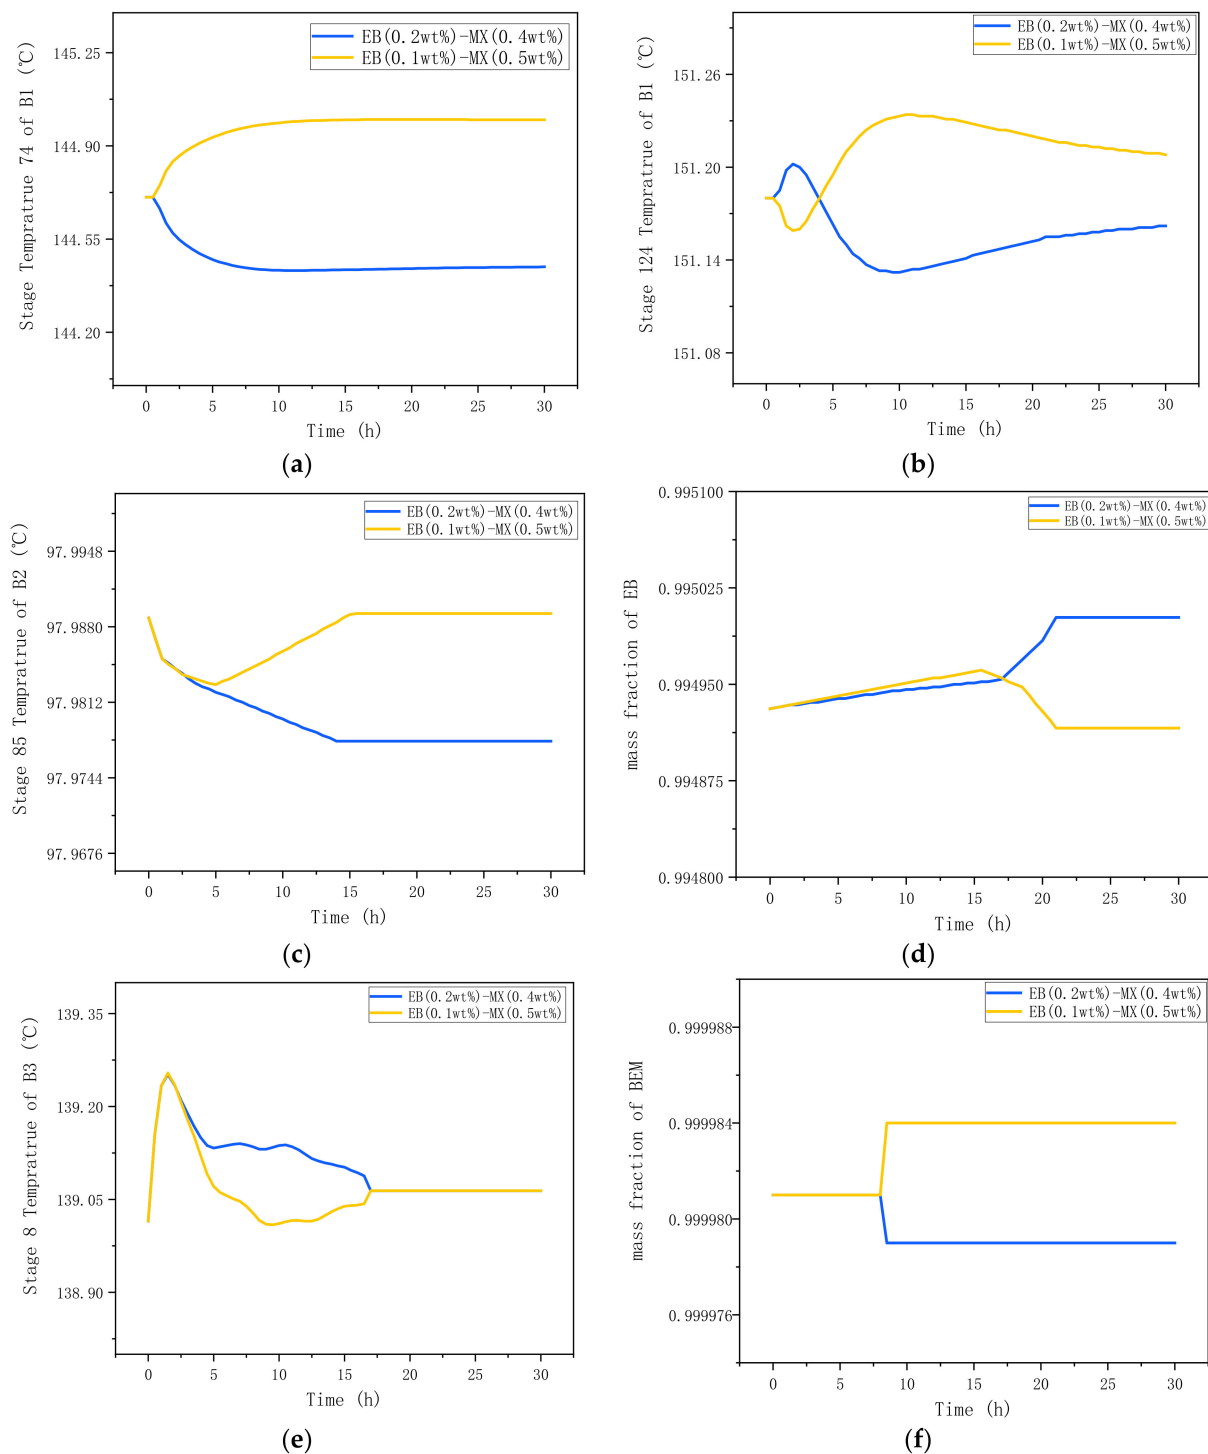 EB(0.2wt%)-MX(0.4wt%)
EB(0.1wt%)-MX(0.5wt%)
Stage Tempratrue 74 of B1 (℃)
145.25
144.90
144.55
144.20
0 5 10 15 20 25 30
Time (h)
(a)
EB(0.2wt%)-MX(0.4wt%)
EB(0.1wt%)-MX(0.5wt%)
Stage 124 Tempratrue of B1 (℃)
151.26
151.20
151.14
151.08
0 5 10 15 20 25 30
Time (h)
(b)
EB(0.2wt%)-MX(0.4wt%)
EB(0.1wt%)-MX(0.5wt%)
Stage 85 Tempratrue of B2 (℃)
97.9948
97.9880
97.9812
97.9744
97.9676
0 5 10 15 20 25 30
Time (h)
(c)
EB(0.2wt%)-MX(0.4wt%)
EB(0.1wt%)-MX(0.5wt%)
mass fraction of EB
0.995100
0.995025
0.994950
0.994875
0.994800
0 5 10 15 20 25 30
Time (h)
(d)
EB(0.2wt%)-MX(0.4wt%)
EB(0.1wt%)-MX(0.5wt%)
Stage 8 Tempratrue of B3 (℃)
139.35
139.20
139.05
138.90
0 5 10 15 20 25 30
Time (h)
(e)
EB(0.2wt%)-MX(0.4wt%)
EB(0.1wt%)-MX(0.5wt%)
mass fraction of BEM
0.999988
0.999984
0.999980
0.999976
0 5 10 15 20 25 30
Time (h)
(f)